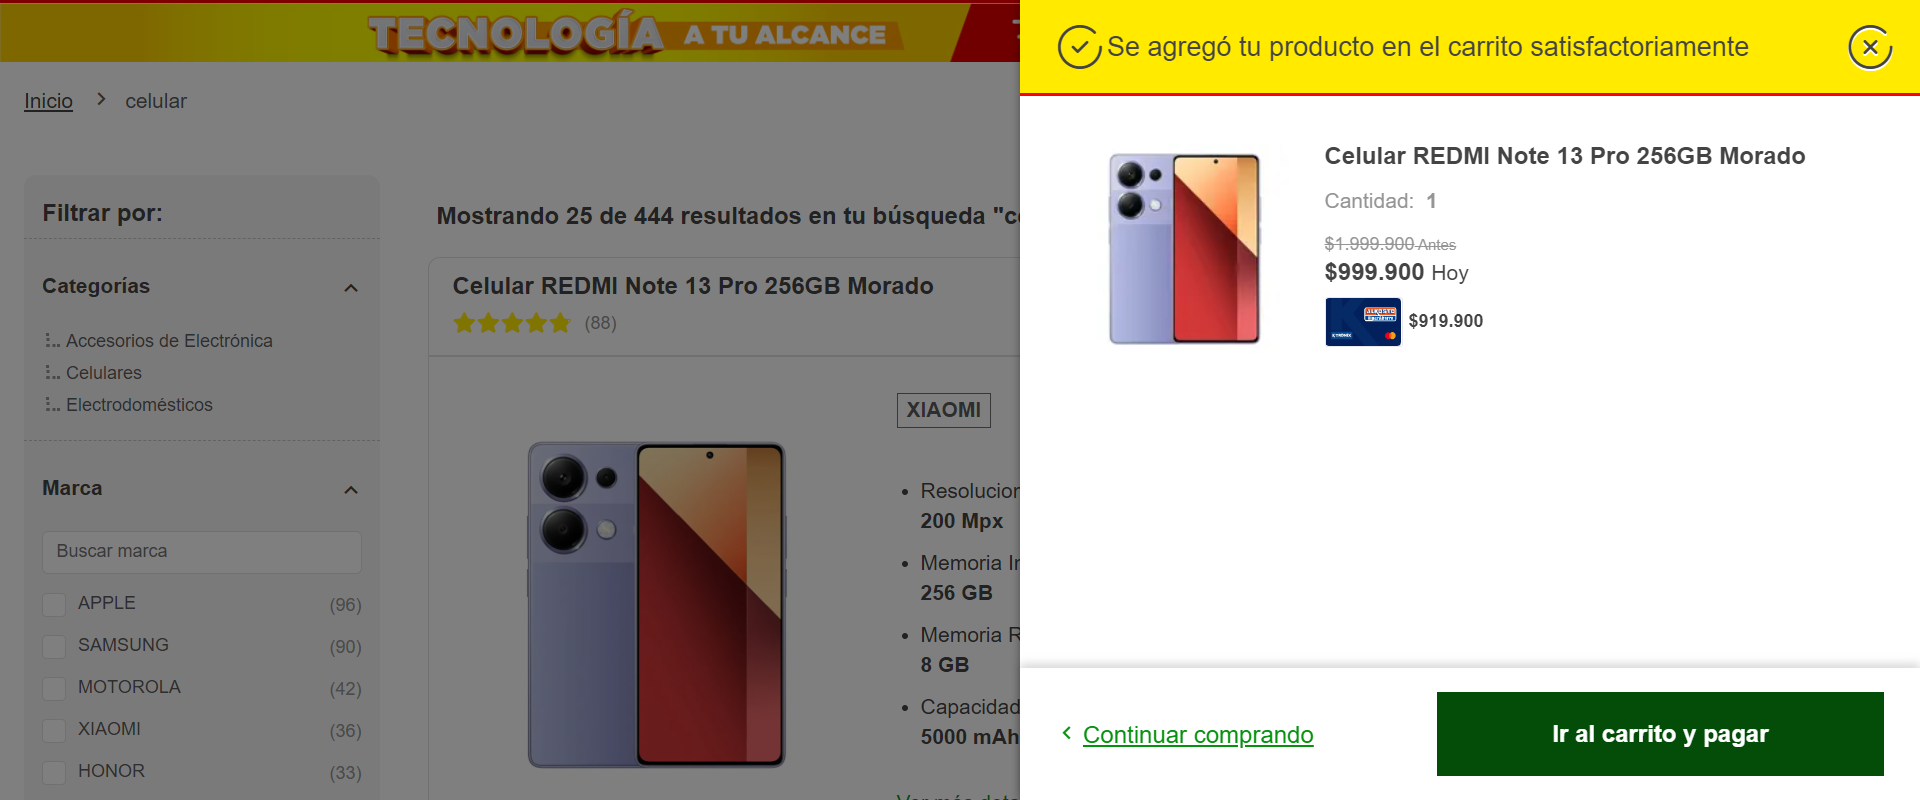 TECNOLOGÍA A TU ALCANCE
Inicio
celular
Filtrar por:
Categorías
Accesorios de Electrónica
Celulares
Electrodomésticos
Marca
Buscar marca
APPLE (96)
SAMSUNG (90)
MOTOROLA (42)
XIAOMI (36)
HONOR (33)
Mostrando 25 de 444 resultados en tu búsqueda "c
Celular REDMI Note 13 Pro 256GB Morado
(88)
XIAOMI
Resolucion
200 Mpx
Memoria In
256 GB
Memoria R
8 GB
Capacidad
5000 mAh
Ver más deta
Se agregó tu producto en el carrito satisfactoriamente
Celular REDMI Note 13 Pro 256GB Morado
Cantidad: 1
$1.999.900 Antes
$999.900 Hoy
ALKOSTO
$919.900
Continuar comprando
Ir al carrito y pagar